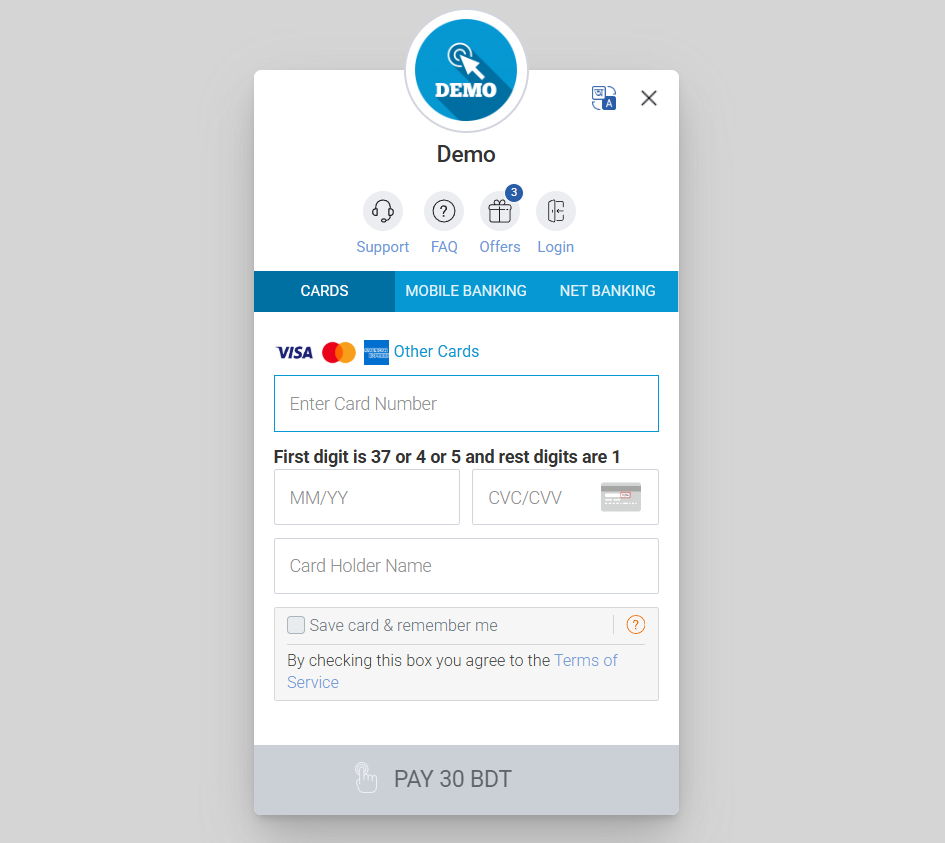 DEMO
অ
A
Demo
3
?
Support
FAQ
Offers
Login
CARDS
MOBILE BANKING
NET BANKING
VISA
Other Cards
Enter Card Number
First digit is 37 or 4 or 5 and rest digits are 1
MM/YY
CVC/CVV
Card Holder Name
Save card & remember me
?
By checking this box you agree to the Terms of
Service
PAY 30 BDT